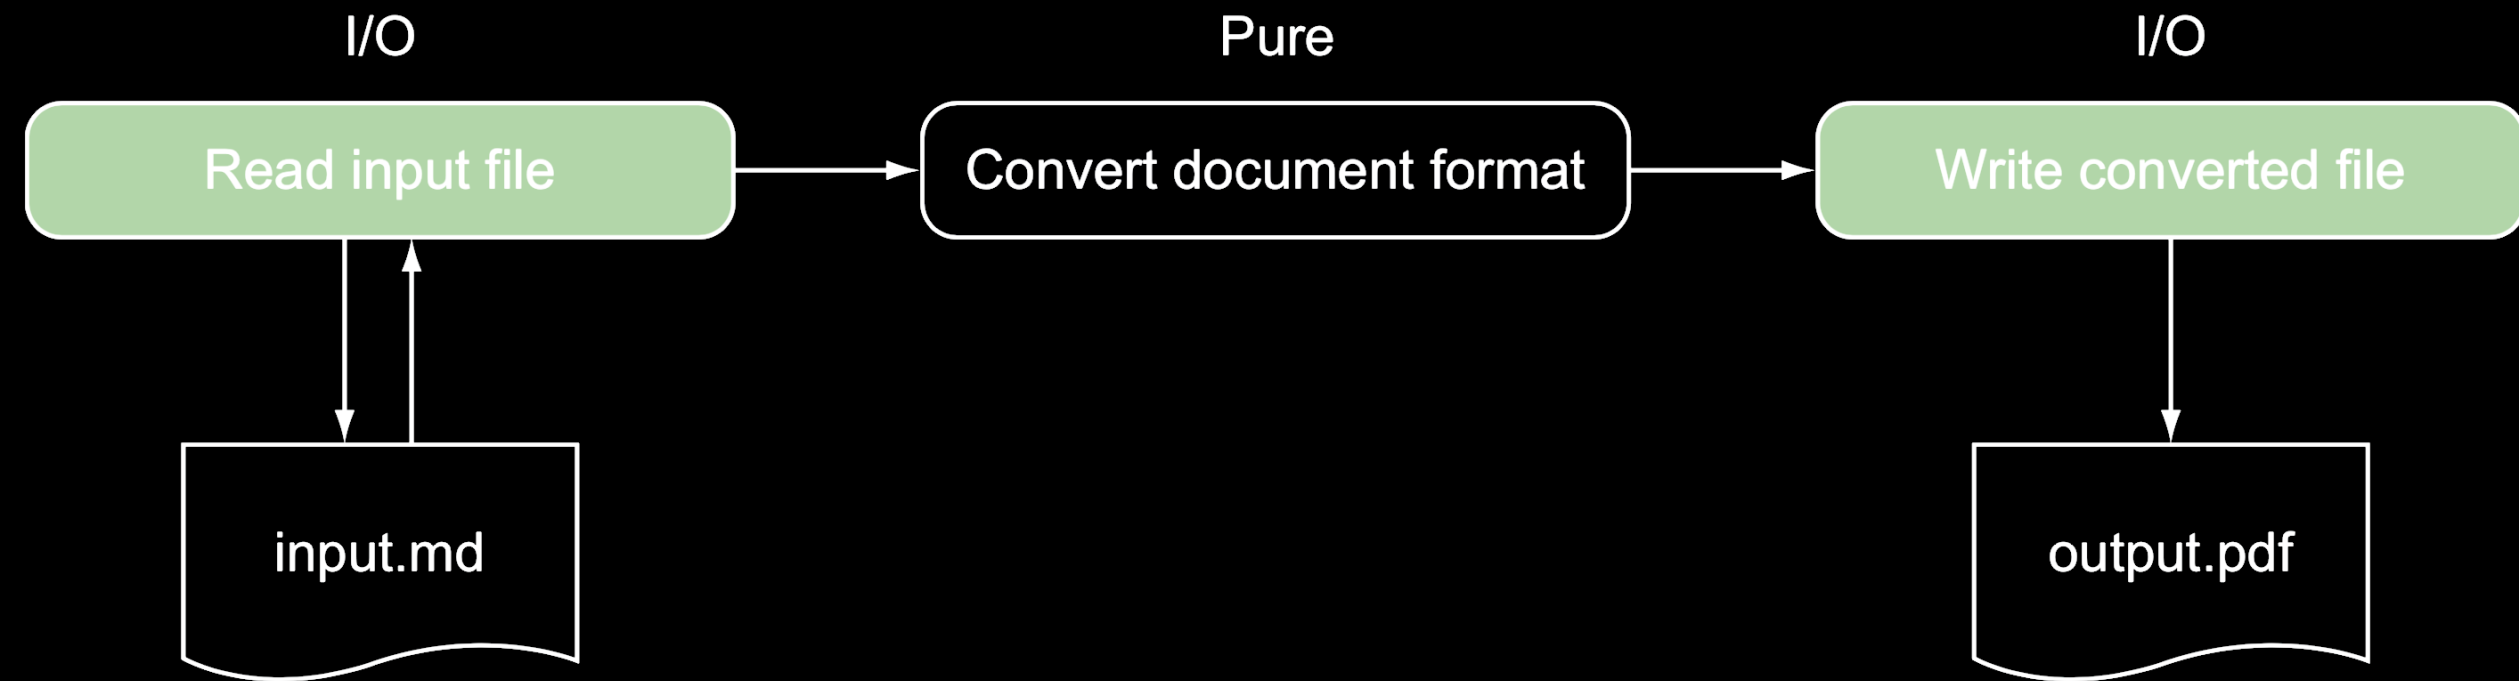 I/O
Pure
I/O
Read input file
Convert document format
Write converted file
input.md
output.pdf